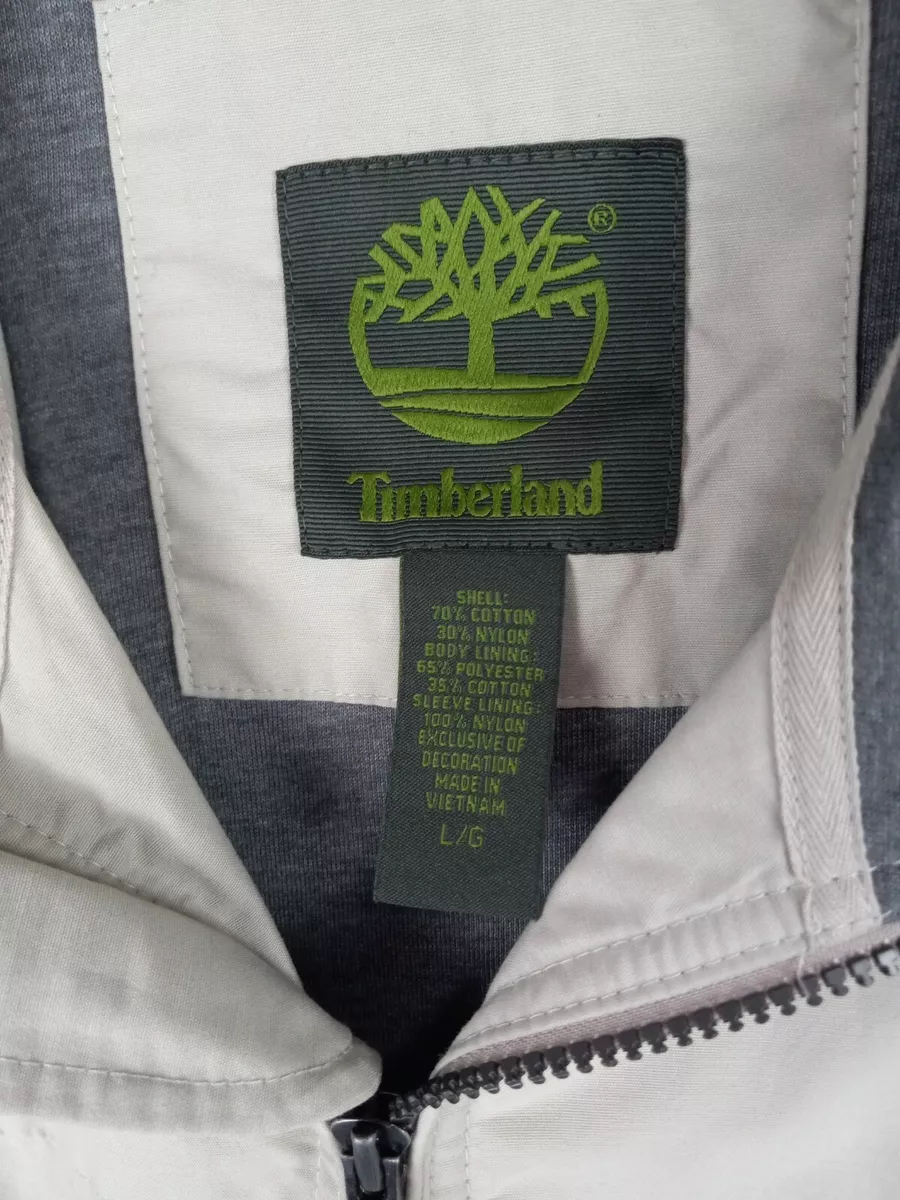 ®
Timberland
SHELL:
70% COTTON
30% NYLON
BODY LINING:
65% POLYESTER
35% COTTON
SLEEVE LINING:
100% NYLON
EXCLUSIVE OF
DECORATION
MADE IN
VIETNAM
L/G